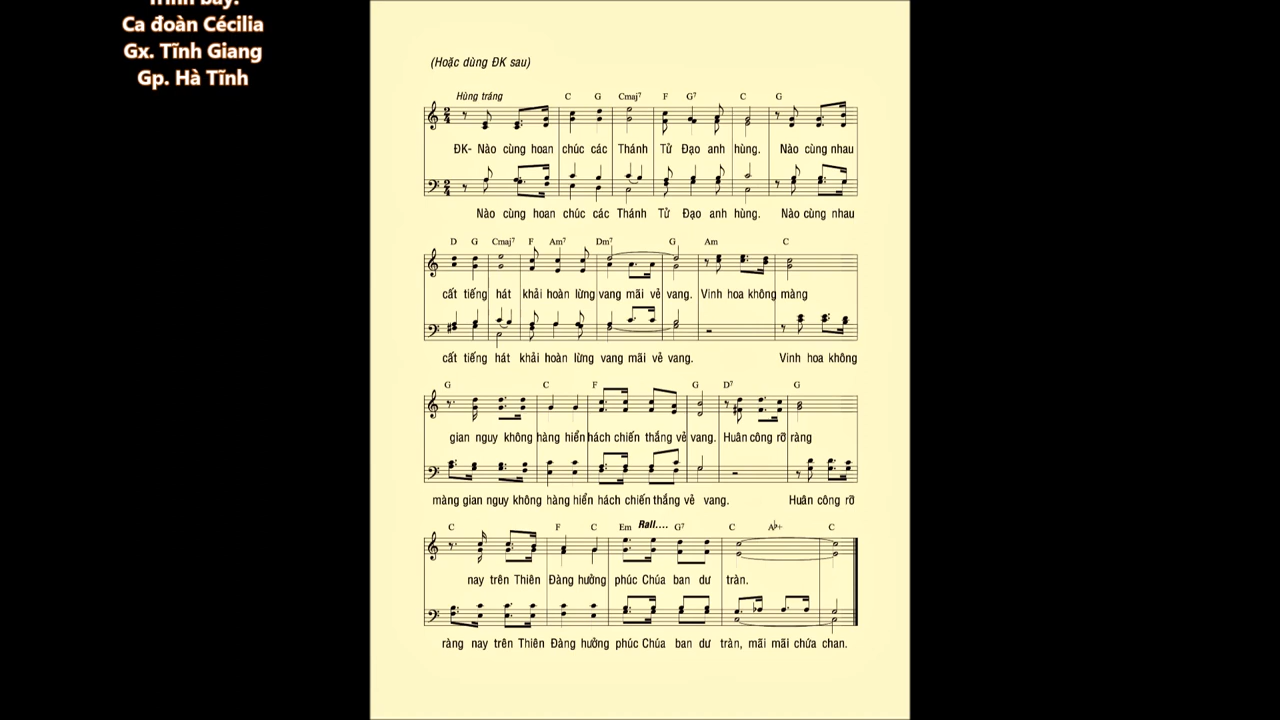 Trình bày:
Ca đoàn Cécilia
Gx. Tĩnh Giang
Gp. Hà Tĩnh
(Hoặc dùng ĐK sau)
Hùng tráng
C G Cmaj7 F G7 C G
ĐK- Nào cùng hoan chúc các Thánh Tử Đạo anh hùng. Nào cùng nhau
Nào cùng hoan chúc các Thánh Tử Đạo anh hùng. Nào cùng nhau
D G Cmaj7 F Am7 Dm7 G Am C
cất tiếng hát khải hoàn lừng vang mãi vẻ vang. Vinh hoa không màng
cất tiếng hát khải hoàn lừng vang mãi vẻ vang. Vinh hoa không
G C F G D7 G
gian nguy không hàng hiển hách chiến thắng vẻ vang. Huân công rỡ ràng
màng gian nguy không hàng hiển hách chiến thắng vẻ vang. Huân công rỡ
C F C Em Rall.... G7 C A♭+ C
nay trên Thiên Đàng hưởng phúc Chúa ban dư tràn.
ràng nay trên Thiên Đàng hưởng phúc Chúa ban dư tràn, mãi mãi chứa chan.